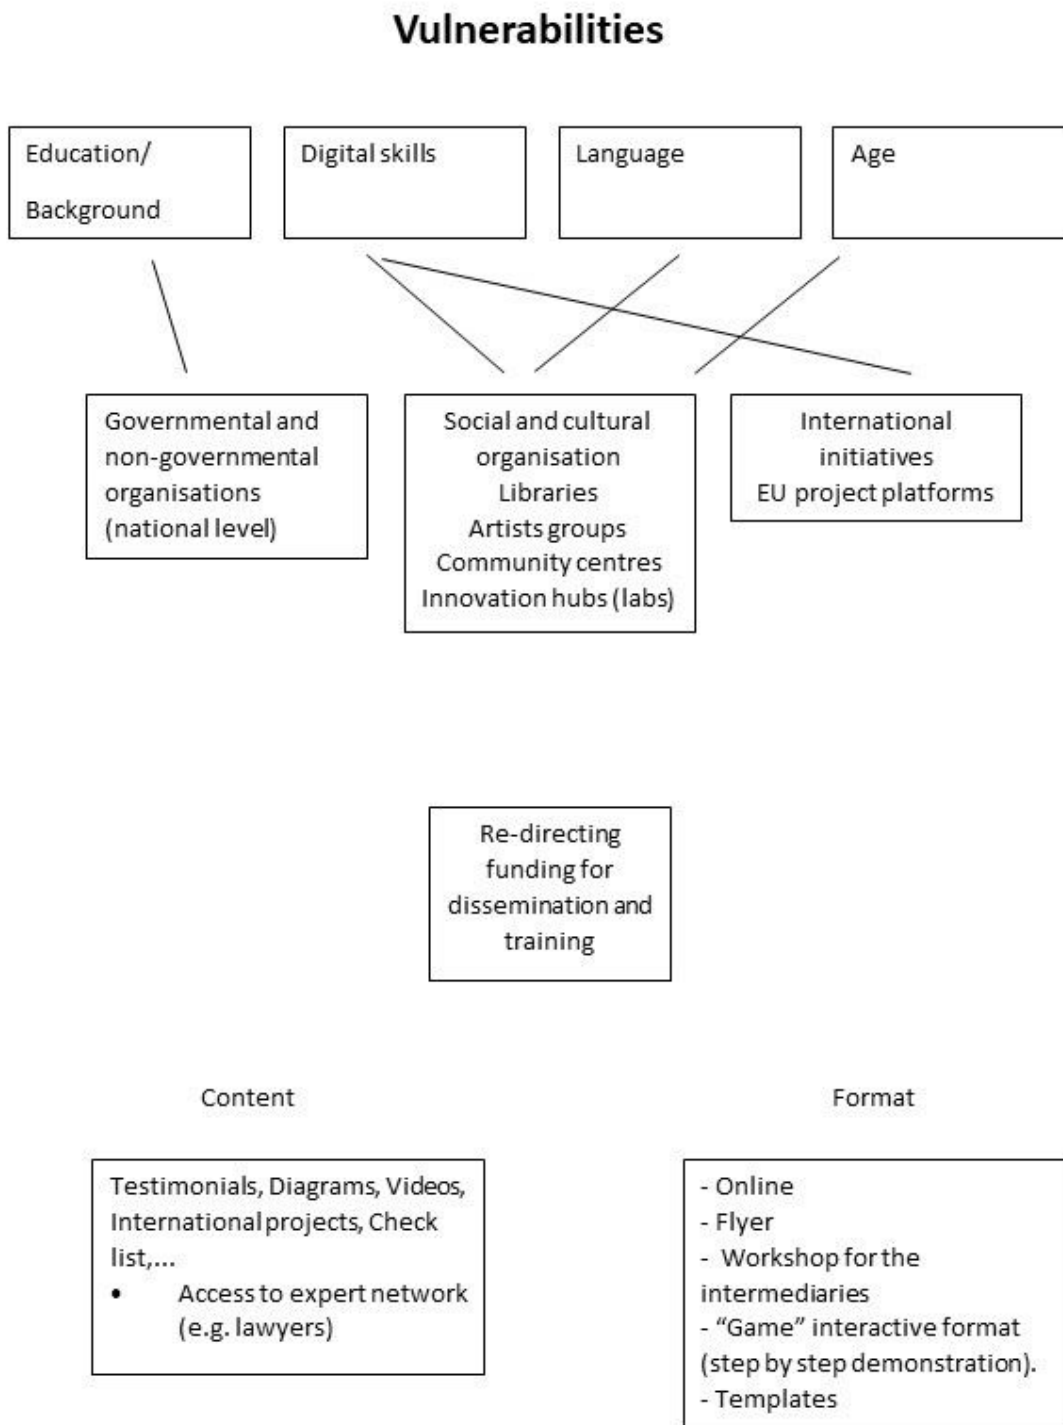 Vulnerabilities
Education/
Background
Digital skills
Language
Age
Governmental and
non-governmental
organisations
(national level)
Social and cultural
organisation
Libraries
Artists groups
Community centres
Innovation hubs (labs)
International
initiatives
EU project platforms
Re-directing
funding for
dissemination and
training
Content
Format
Testimonials, Diagrams, Videos,
International projects, Check
list,...
• Access to expert network
(e.g. lawyers)
- Online
- Flyer
- Workshop for the
intermediaries
- “Game” interactive format
(step by step demonstration).
- Templates